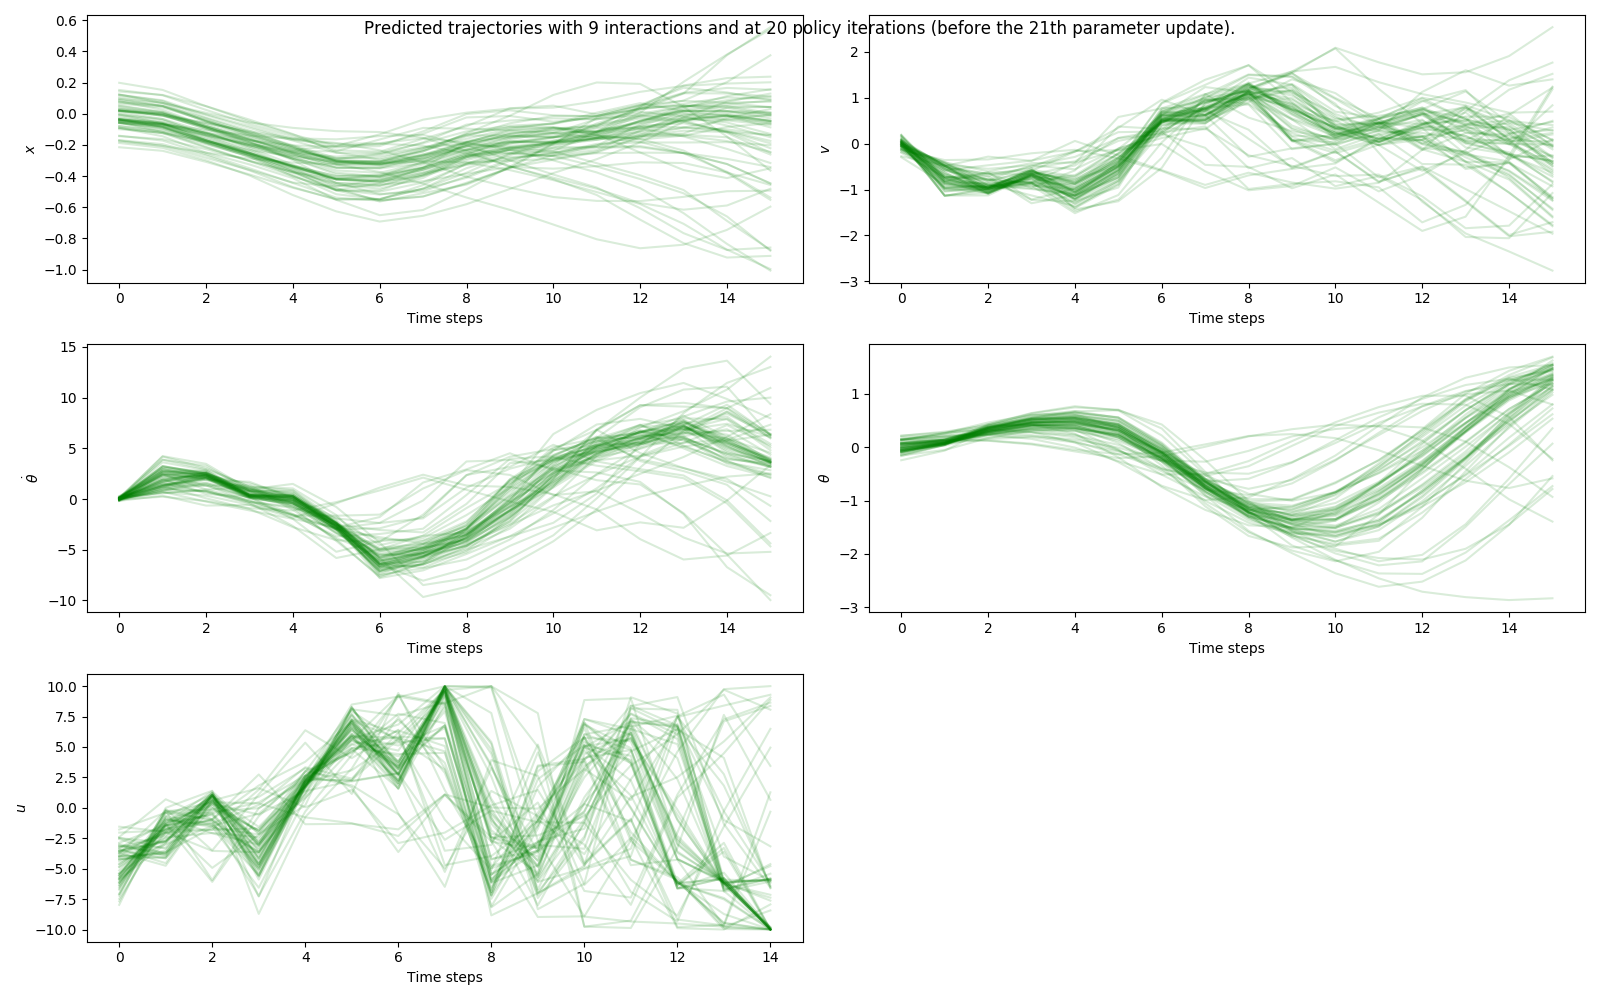 Predicted trajectories with 9 interactions and at 20 policy iterations (before the 21th parameter update).
0.6
0.4
0.2
0.0
−0.2
−0.4
−0.6
−0.8
−1.0
x
0 2 4 6 8 10 12 14
Time steps
2
1
0
−1
−2
−3
v
0 2 4 6 8 10 12 14
Time steps
15
10
5
0
−5
−10
θ̇
0 2 4 6 8 10 12 14
Time steps
1
0
−1
−2
−3
θ
0 2 4 6 8 10 12 14
Time steps
10.0
7.5
5.0
2.5
0.0
−2.5
−5.0
−7.5
−10.0
u
0 2 4 6 8 10 12 14
Time steps